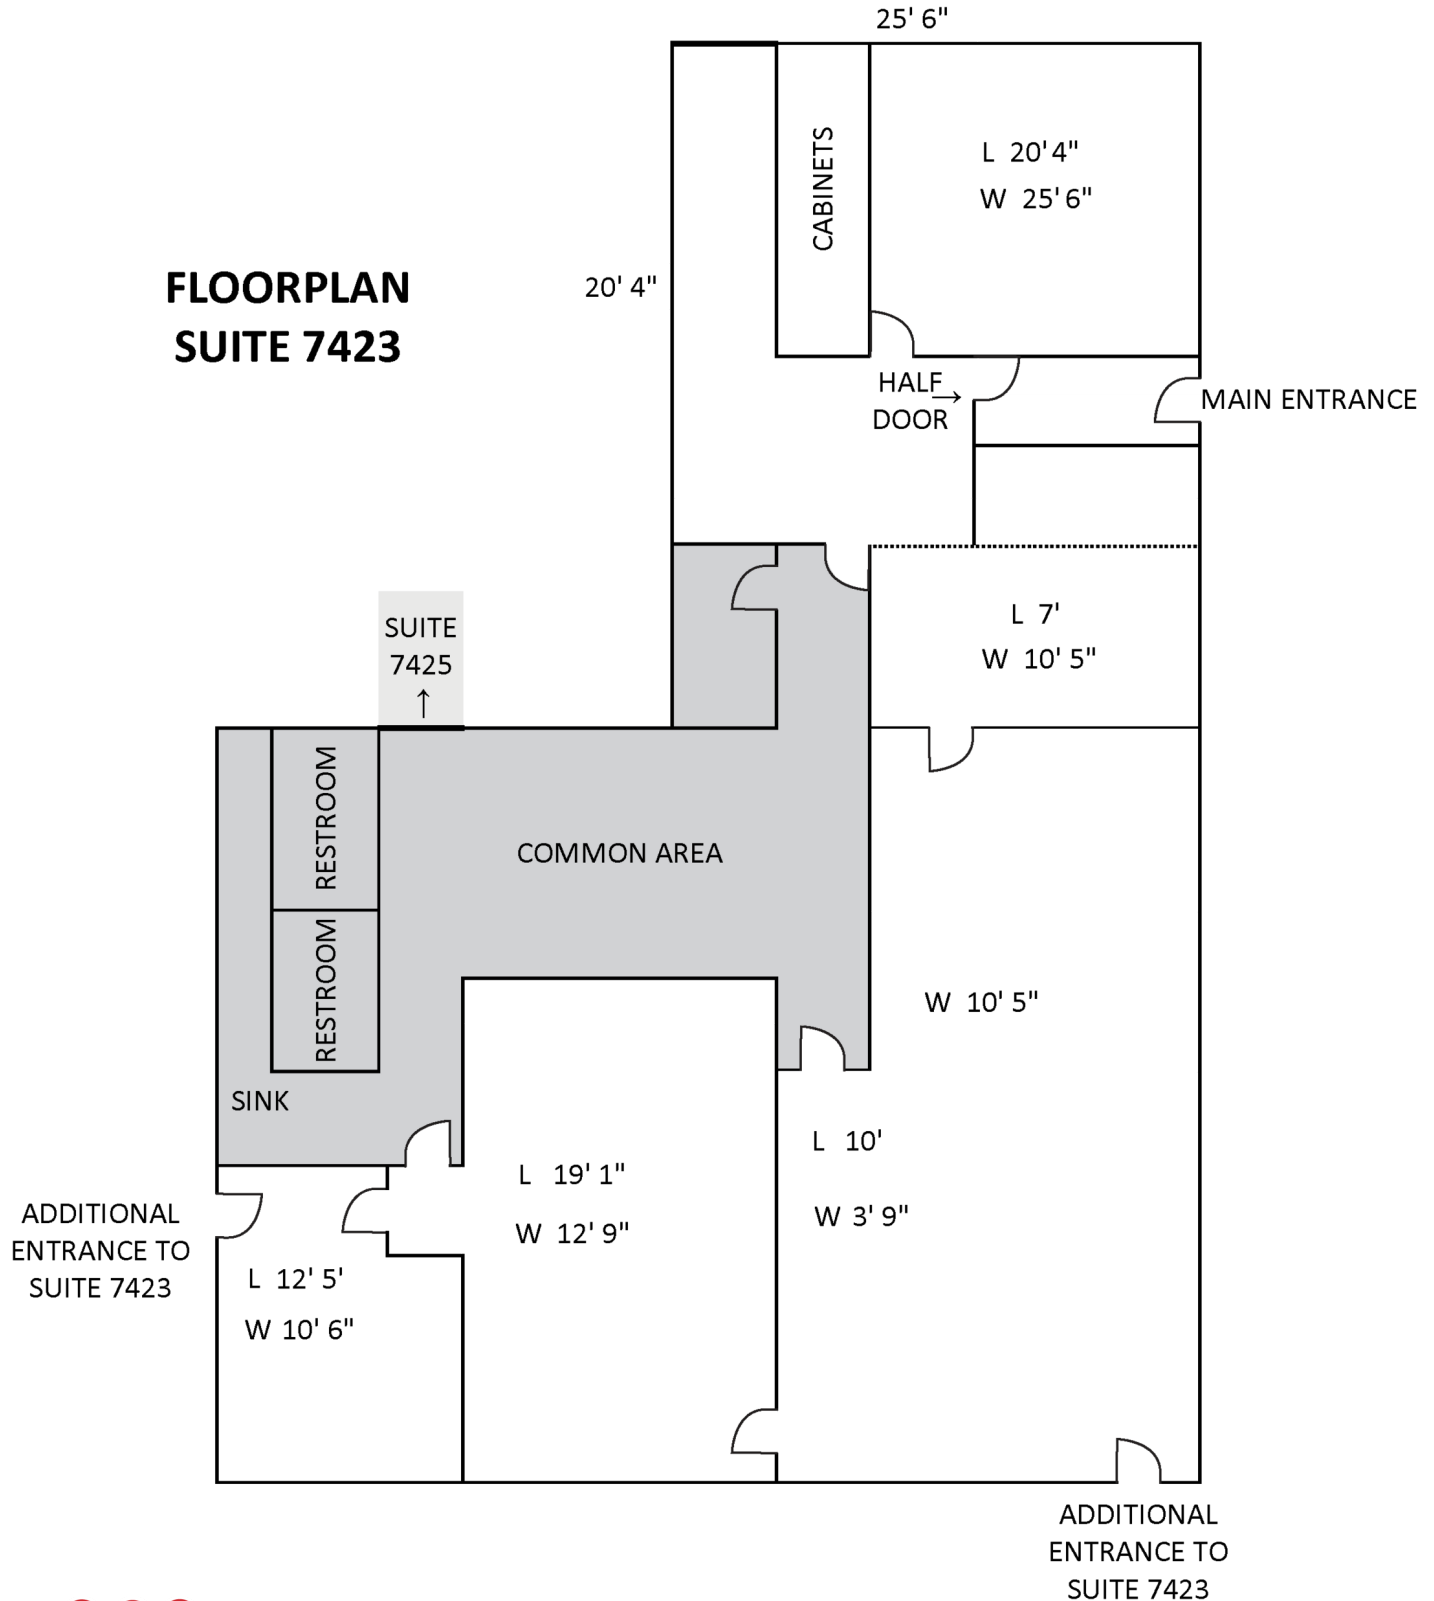 25' 6"
CABINETS
L 20' 4"
W 25' 6"
FLOORPLAN
SUITE 7423
20' 4"
HALF
DOOR
→
MAIN ENTRANCE
SUITE
7425
↑
L 7'
W 10' 5"
RESTROOM
COMMON AREA
RESTROOM
W 10' 5"
SINK
L 10'
W 3' 9"
L 19' 1"
W 12' 9"
ADDITIONAL
ENTRANCE TO
SUITE 7423
L 12' 5'
W 10' 6"
ADDITIONAL
ENTRANCE TO
SUITE 7423